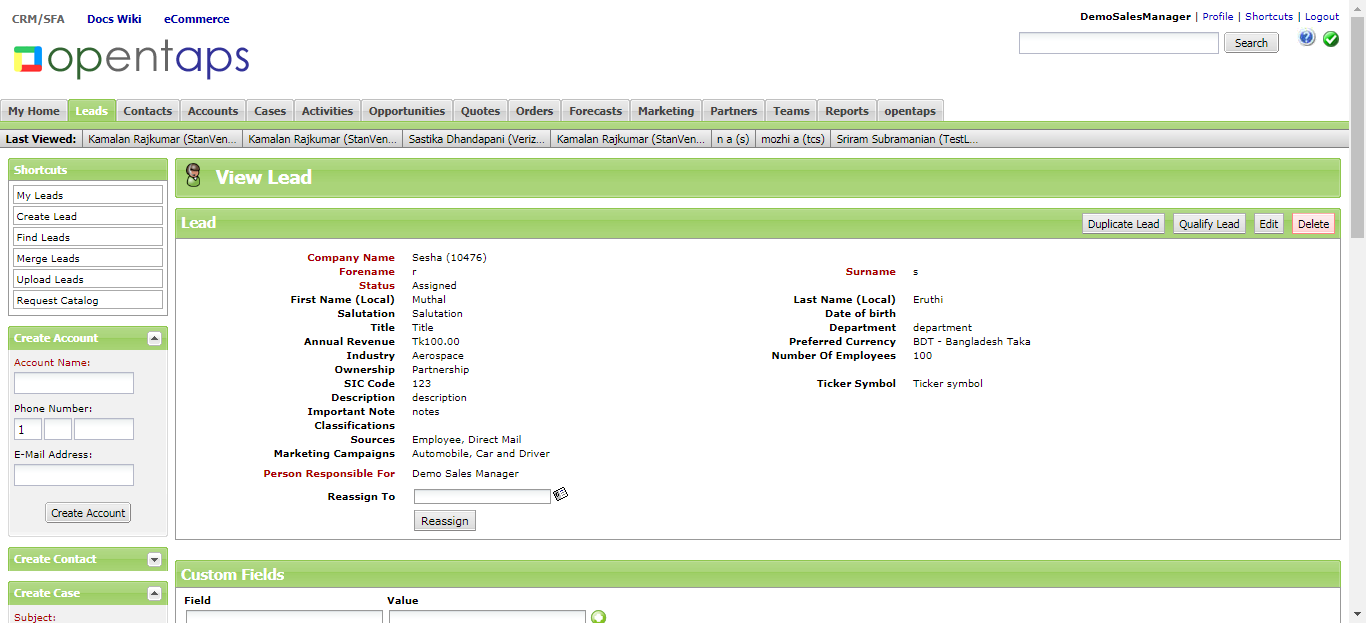 CRM/SFA Docs Wiki eCommerce
DemoSalesManager | Profile | Shortcuts | Logout
opentaps
Search
My Home Leads Contacts Accounts Cases Activities Opportunities Quotes Orders Forecasts Marketing Partners Teams Reports opentaps
Last Viewed: Kamalan Rajkumar (StanVen... Kamalan Rajkumar (StanVen... Sastika Dhandapani (Veriz... Kamalan Rajkumar (StanVen... n a (s) mozhi a (tcs) Sriram Subramanian (TestL...
Shortcuts
My Leads
Create Lead
Find Leads
Merge Leads
Upload Leads
Request Catalog
Create Account
Account Name:
Phone Number:
1
E-Mail Address:
Create Account
Create Contact
Create Case
Subject:
View Lead
Lead
Duplicate Lead Qualify Lead Edit Delete
Company Name Sesha (10476)
Forename r Surname s
Status Assigned
First Name (Local) Muthal Last Name (Local) Eruthi
Salutation Salutation Date of birth
Title Title Department department
Annual Revenue Tk100.00 Preferred Currency BDT - Bangladesh Taka
Industry Aerospace Number Of Employees 100
Ownership Partnership
SIC Code 123 Ticker Symbol Ticker symbol
Description description
Important Note notes
Classifications
Sources Employee, Direct Mail
Marketing Campaigns Automobile, Car and Driver
Person Responsible For Demo Sales Manager
Reassign To
Reassign
Custom Fields
Field Value